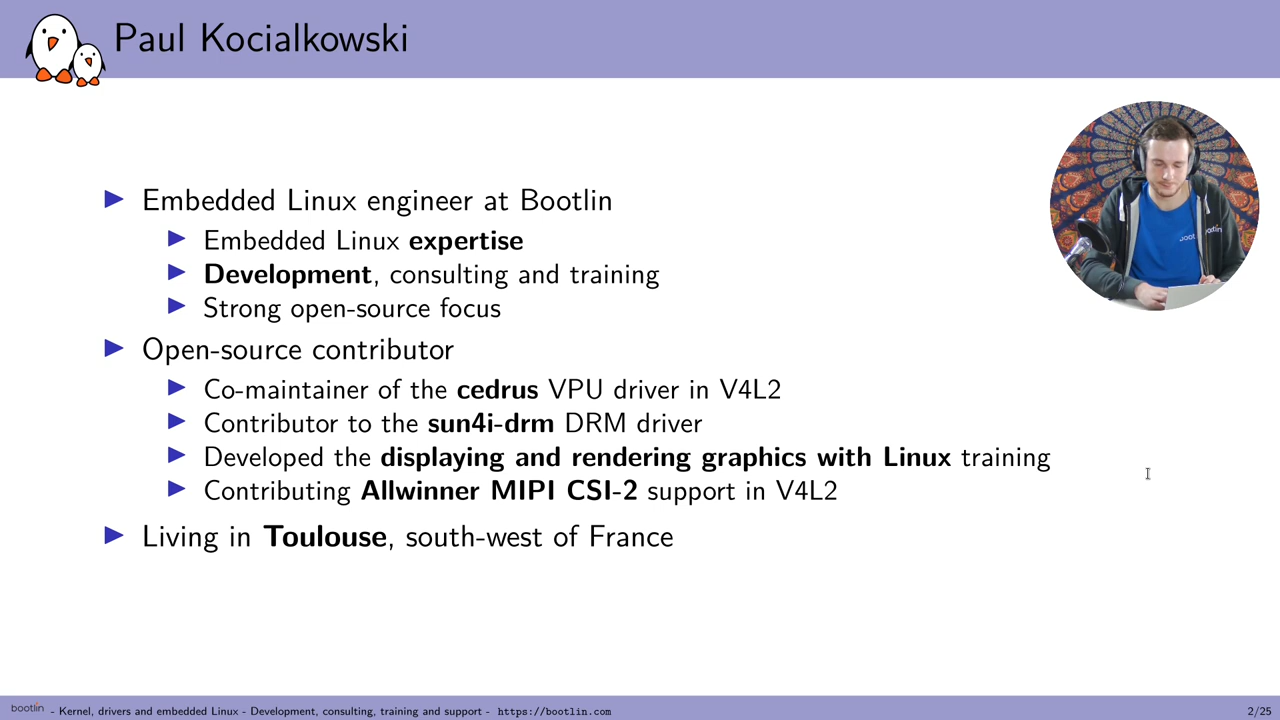 Paul Kocialkowski
Embedded Linux engineer at Bootlin
Embedded Linux expertise
Development, consulting and training
Strong open-source focus
Open-source contributor
Co-maintainer of the cedrus VPU driver in V4L2
Contributor to the sun4i-drm DRM driver
Developed the displaying and rendering graphics with Linux training
Contributing Allwinner MIPI CSI-2 support in V4L2
Living in Toulouse, south-west of France
bootlin - Kernel, drivers and embedded Linux - Development, consulting, training and support - https://bootlin.com 2/25